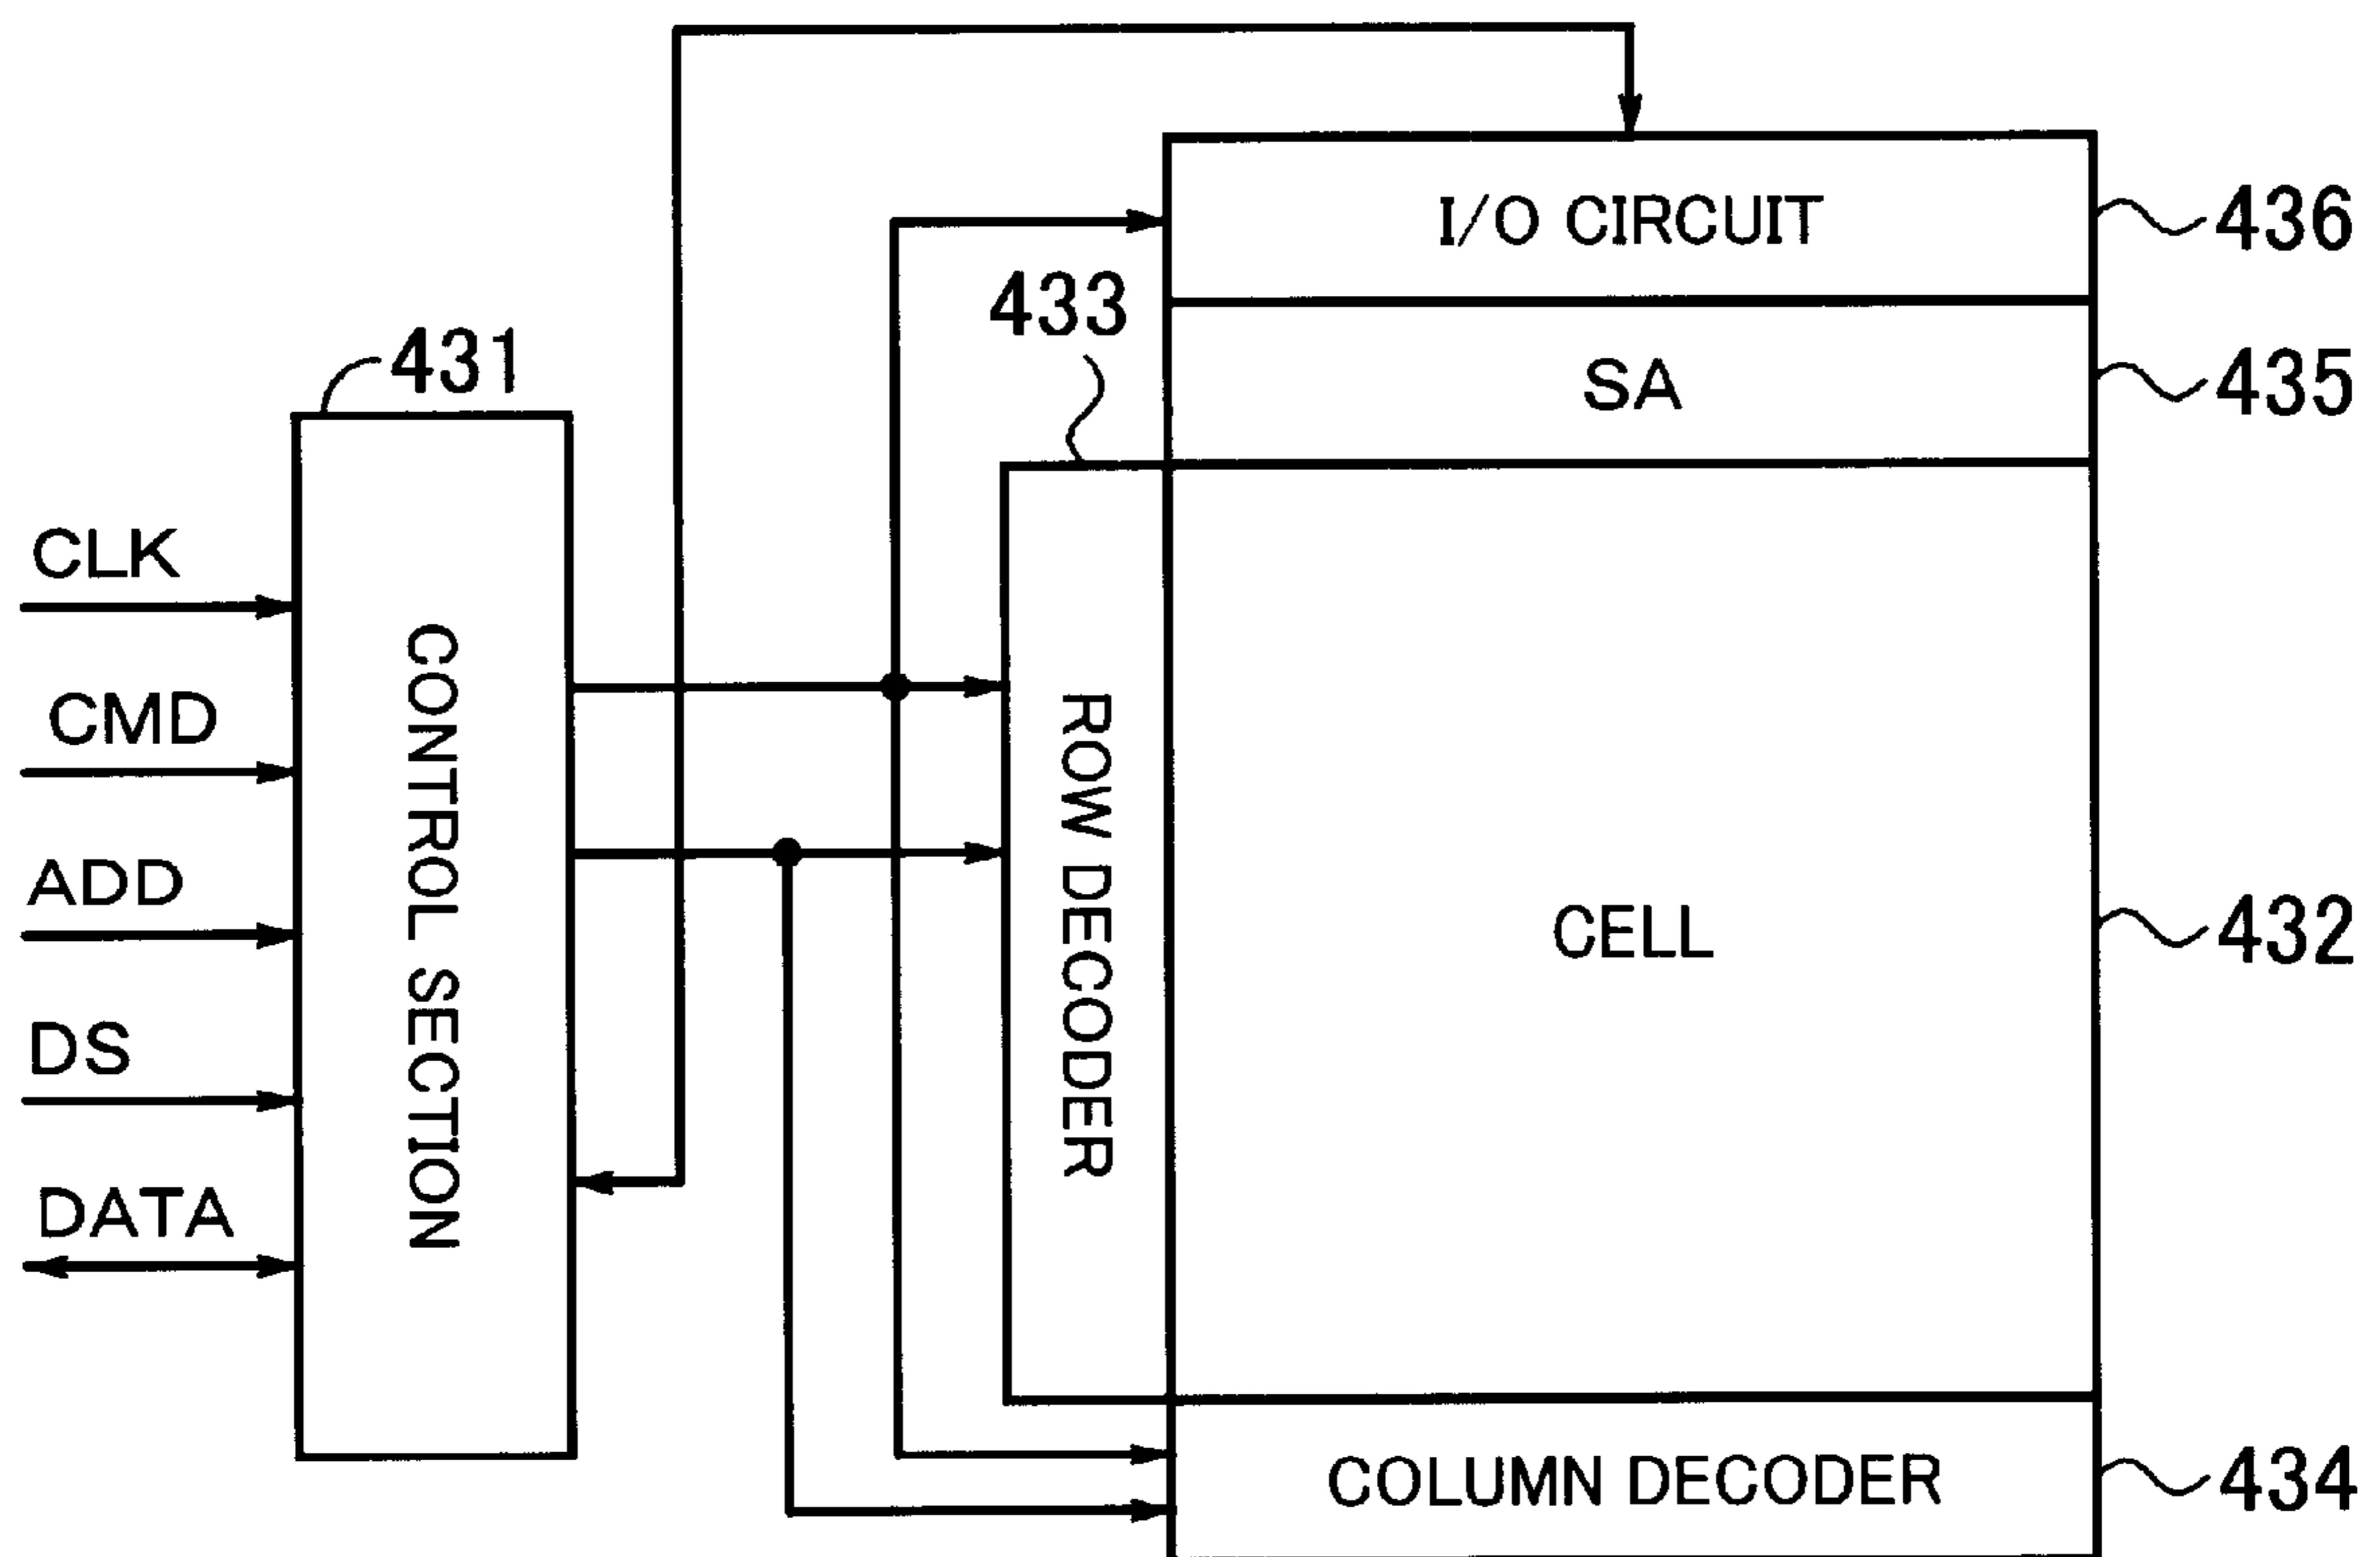 I/O CIRCUIT
436
433
431
SA
435
CLK
CMD
ADD
DS
DATA
CONTROL SECTION
ROW DECODER
CELL
432
COLUMN DECODER
434